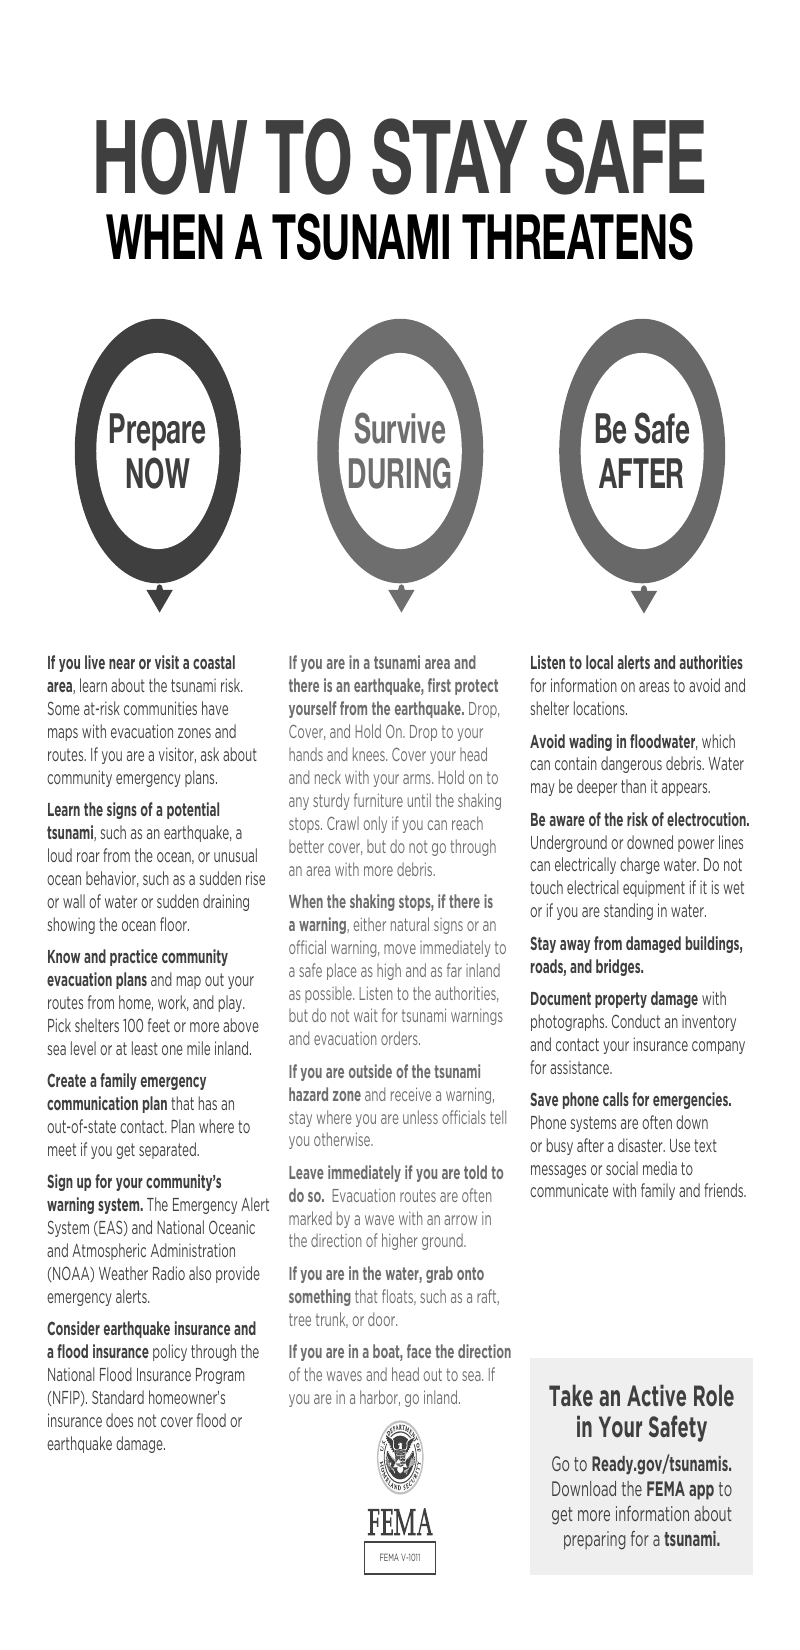 HOW TO STAY SAFE
WHEN A TSUNAMI THREATENS
Prepare
NOW
If you live near or visit a coastal
area, learn about the tsunami risk.
Some at-risk communities have
maps with evacuation zones and
routes. If you are a visitor, ask about
community emergency plans.
Learn the signs of a potential
tsunami, such as an earthquake, a
loud roar from the ocean, or unusual
ocean behavior, such as a sudden rise
or wall of water or sudden draining
showing the ocean floor.
Know and practice community
evacuation plans and map out your
routes from home, work, and play.
Pick shelters 100 feet or more above
sea level or at least one mile inland.
Create a family emergency
communication plan that has an
out-of-state contact. Plan where to
meet if you get separated.
Sign up for your community's
warning system. The Emergency Alert
System (EAS) and National Oceanic
and Atmospheric Administration
(NOAA) Weather Radio also provide
emergency alerts.
Consider earthquake insurance and
a flood insurance policy through the
National Flood Insurance Program
(NFIP). Standard homeowner's
insurance does not cover flood or
earthquake damage.
Survive
DURING
If you are in a tsunami area and
there is an earthquake, first protect
yourself from the earthquake. Drop,
Cover, and Hold On. Drop to your
hands and knees. Cover your head
and neck with your arms. Hold on to
any sturdy furniture until the shaking
stops. Crawl only if you can reach
better cover, but do not go through
an area with more debris.
When the shaking stops, if there is
a warning, either natural signs or an
official warning, move immediately to
a safe place as high and as far inland
as possible. Listen to the authorities,
but do not wait for tsunami warnings
and evacuation orders.
If you are outside of the tsunami
hazard zone and receive a warning,
stay where you are unless officials tell
you otherwise.
Leave immediately if you are told to
do so. Evacuation routes are often
marked by a wave with an arrow in
the direction of higher ground.
If you are in the water, grab onto
something that floats, such as a raft,
tree trunk, or door.
If you are in a boat, face the direction
of the waves and head out to sea. If
you are in a harbor, go inland.
U.S. DEPARTMENT OF
HOMELAND SECURITY
FEMA
FEMA V-1011
Be Safe
AFTER
Listen to local alerts and authorities
for information on areas to avoid and
shelter locations.
Avoid wading in floodwater, which
can contain dangerous debris. Water
may be deeper than it appears.
Be aware of the risk of electrocution.
Underground or downed power lines
can electrically charge water. Do not
touch electrical equipment if it is wet
or if you are standing in water.
Stay away from damaged buildings,
roads, and bridges.
Document property damage with
photographs. Conduct an inventory
and contact your insurance company
for assistance.
Save phone calls for emergencies.
Phone systems are often down
or busy after a disaster. Use text
messages or social media to
communicate with family and friends.
Take an Active Role
in Your Safety
Go to Ready.gov/tsunamis.
Download the FEMA app to
get more information about
preparing for a tsunami.